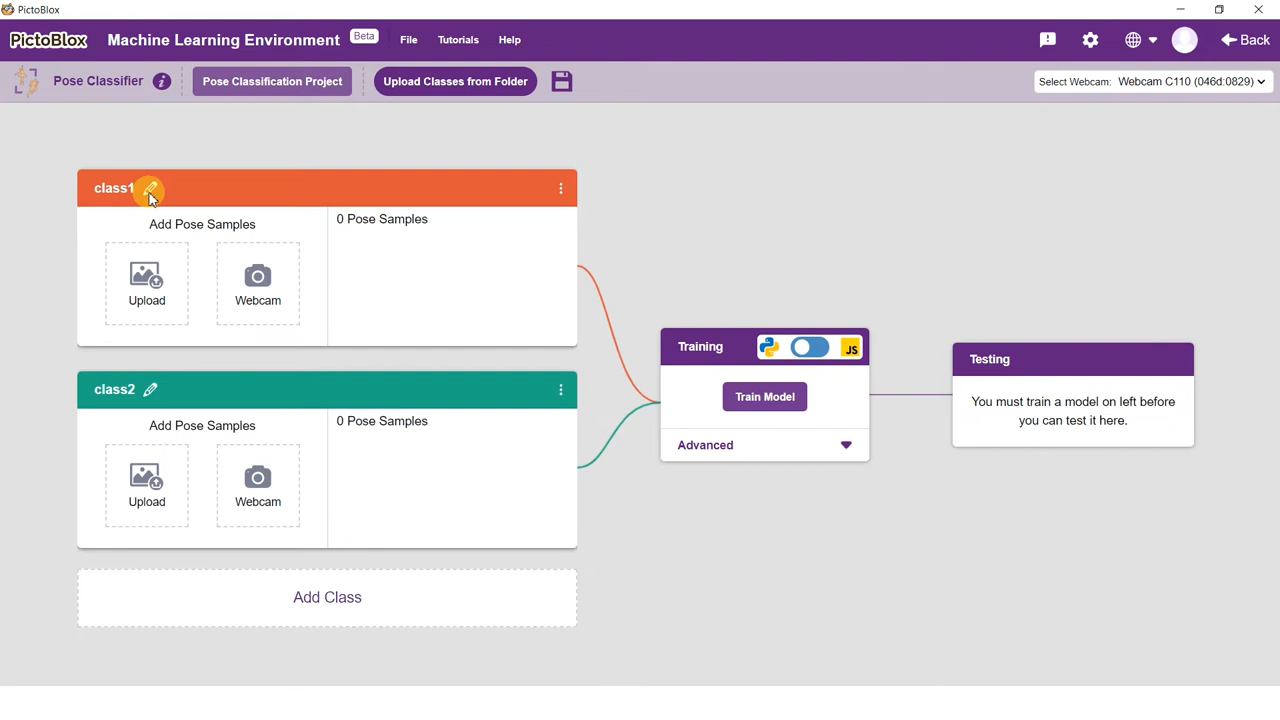 PictoBlox
PictoBlox Machine Learning Environment Beta File Tutorials Help Back
Pose Classifier i Pose Classification Project Upload Classes from Folder Select Webcam: Webcam C110 (046d:0829)
class1
Add Pose Samples
0 Pose Samples
Upload
Webcam
class2
Add Pose Samples
0 Pose Samples
Upload
Webcam
Add Class
Training JS
Train Model
Advanced
Testing
You must train a model on left before
you can test it here.